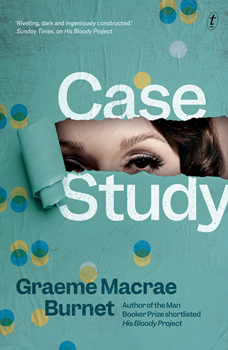 'Riveting, dark and ingeniously constructed.'
Sunday Times, on His Bloody Project
t
Case
Study
Graeme Macrae
Burnet
Author of the Man
Booker Prize shortlisted
His Bloody Project